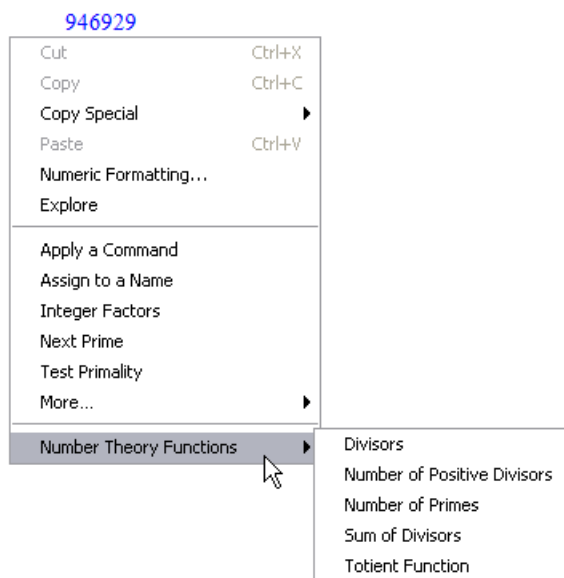 946929
Cut Ctrl+X
Copy Ctrl+C
Copy Special
Paste Ctrl+V
Numeric Formatting...
Explore
Apply a Command
Assign to a Name
Integer Factors
Next Prime
Test Primality
More...
Number Theory Functions
Divisors
Number of Positive Divisors
Number of Primes
Sum of Divisors
Totient Function